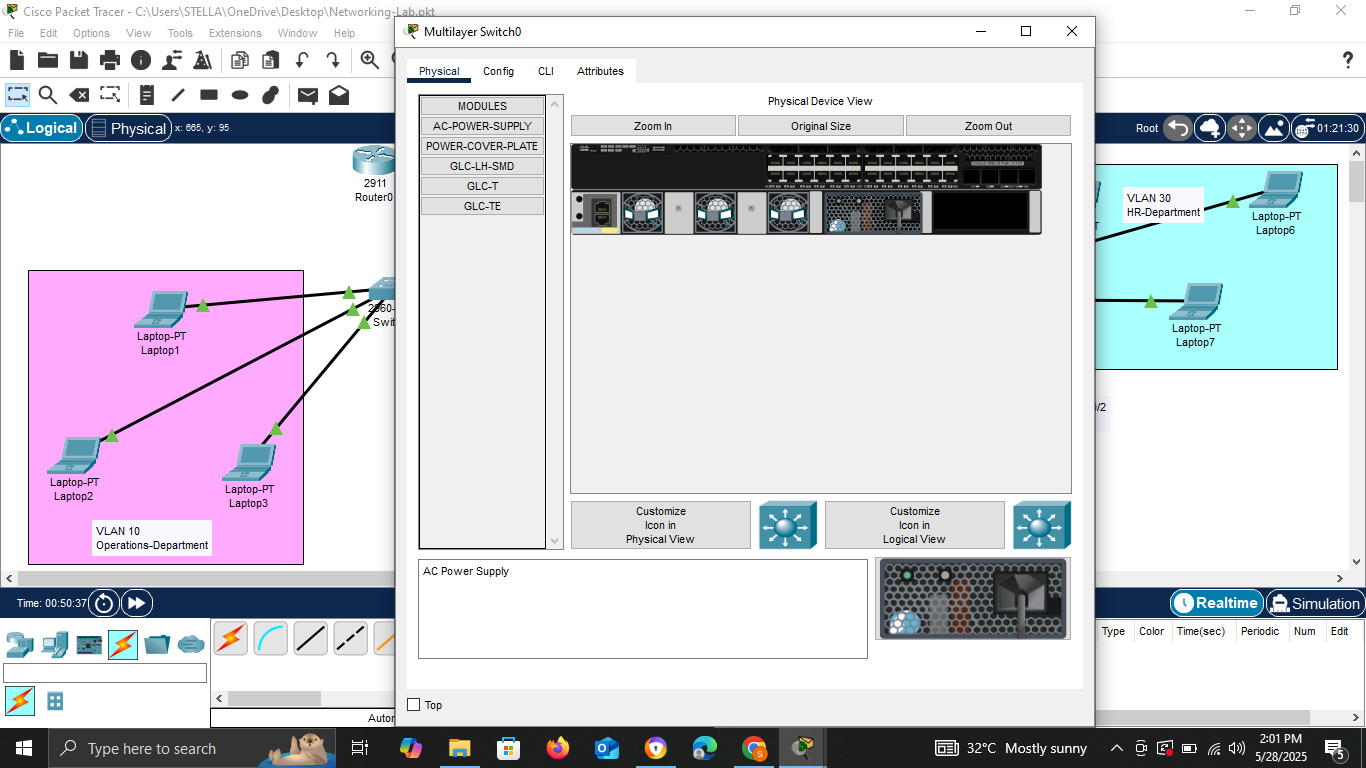 Cisco Packet Tracer - C:\Users\STELLA\OneDrive\Desktop\Networking-Lab.pkt
File Edit Options View Tools Extensions Window Help
Logical
Physical
x: 665, y: 95
Root
01:21:30
2911
Router0
Laptop-PT
Laptop1
Laptop-PT
Laptop2
Laptop-PT
Laptop3
VLAN 10
Operations-Department
Multilayer Switch0
Physical Config CLI Attributes
MODULES
AC-POWER-SUPPLY
POWER-COVER-PLATE
GLC-LH-SMD
GLC-T
GLC-TE
Physical Device View
Zoom In
Original Size
Zoom Out
Customize
Icon in
Physical View
Customize
Icon in
Logical View
AC Power Supply
Top
VLAN 30
HR-Department
Laptop-PT
Laptop6
Laptop-PT
Laptop7
/2
Time: 00:50:37
Realtime
Simulation
Type Color Time(sec) Periodic Num Edit
Autor
Type here to search
32°C Mostly sunny
2:01 PM
5/28/2025
5